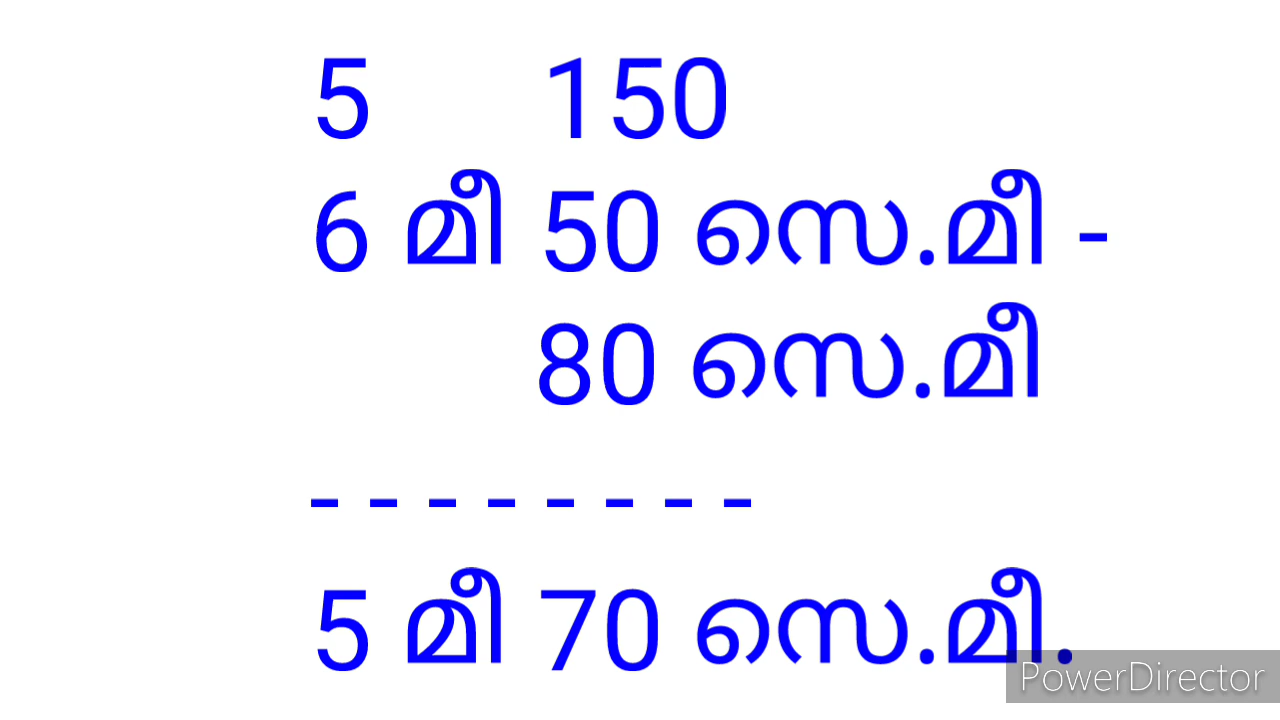 5 150
6 മീ 50 സെ.മീ -
80 സെ.മീ
- - - - - - - -
5 മീ 70 സെ.മീ.
PowerDirector